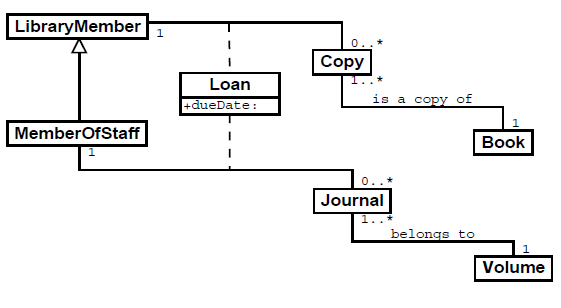 LibraryMember
1
0..*
Copy
1..*
Loan
+dueDate:
is a copy of
1
Book
MemberOfStaff
1
0..*
Journal
1..*
belongs to
1
Volume